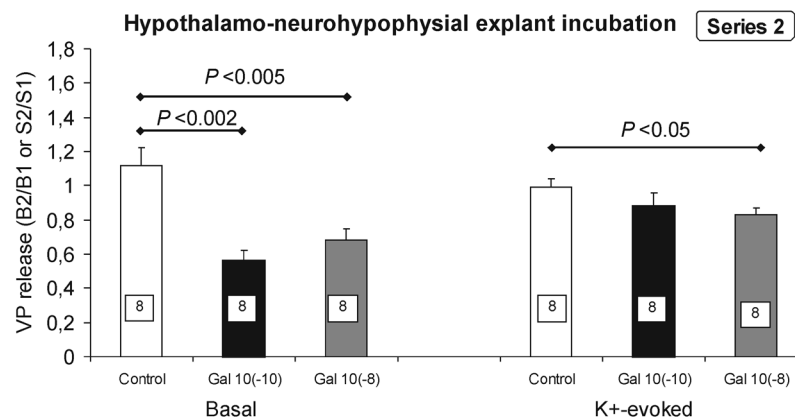 Hypothalamo-neurohypophysial explant incubation
Series 2
VP release (B2/B1 or S2/S1)
1,8
1,6
1,4
1,2
1
0,8
0,6
0,4
0,2
0
P <0.005
P <0.002
P <0.05
8
8
8
8
8
8
Control Gal 10(-10) Gal 10(-8) Control Gal 10(-10) Gal 10(-8)
Basal K+-evoked